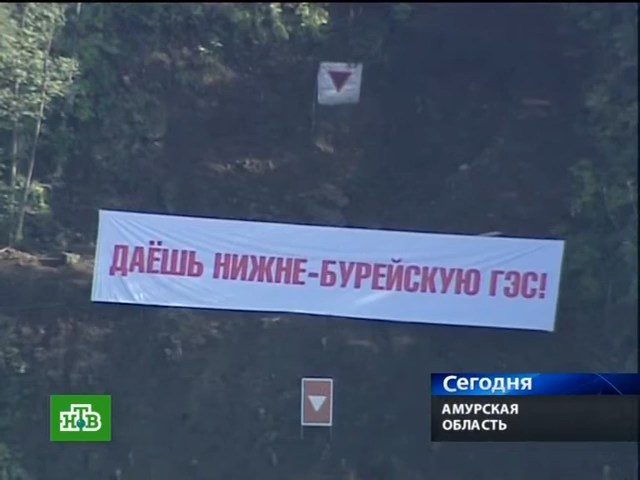 ДАЁШЬ НИЖНЕ-БУРЕЙСКУЮ ГЭС!
Сегодня
АМУРСКАЯ
ОБЛАСТЬ
НТВ